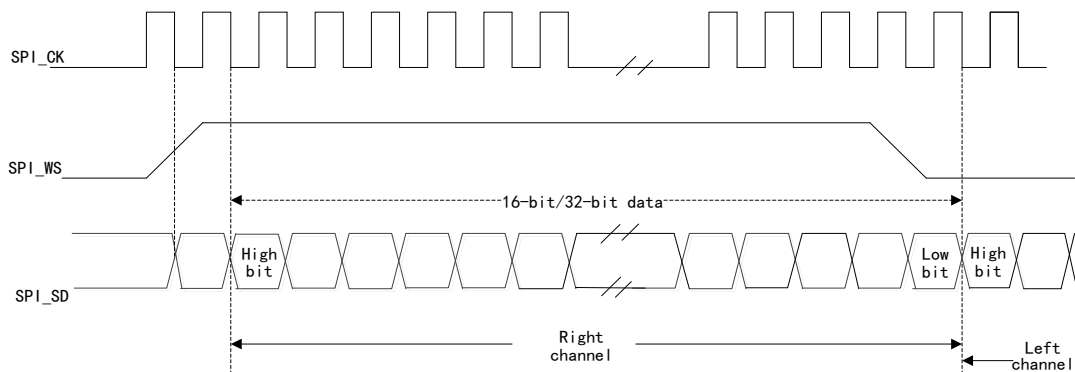 SPI_CK
SPI_WS
16-bit/32-bit data
High
bit
Low
bit
High
bit
SPI_SD
Right
channel
Left
channel